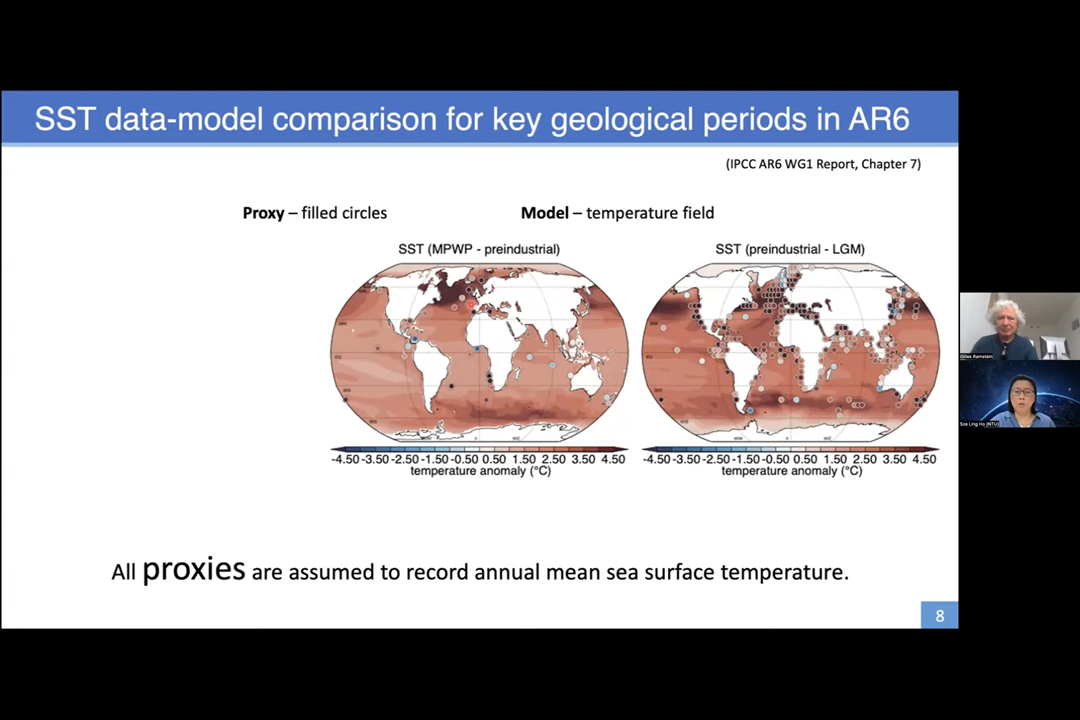 SST data-model comparison for key geological periods in AR6
(IPCC AR6 WG1 Report, Chapter 7)
Proxy – filled circles
Model – temperature field
SST (MPWP - preindustrial)
SST (preindustrial - LGM)
-4.50 -3.50 -2.50 -1.50 -0.50 0.50 1.50 2.50 3.50 4.50
temperature anomaly (°C)
-4.50 -3.50 -2.50 -1.50 -0.50 0.50 1.50 2.50 3.50 4.50
temperature anomaly (°C)
All proxies are assumed to record annual mean sea surface temperature.
8
Gilles Ramstein
Sze Ling Ho (NTU)